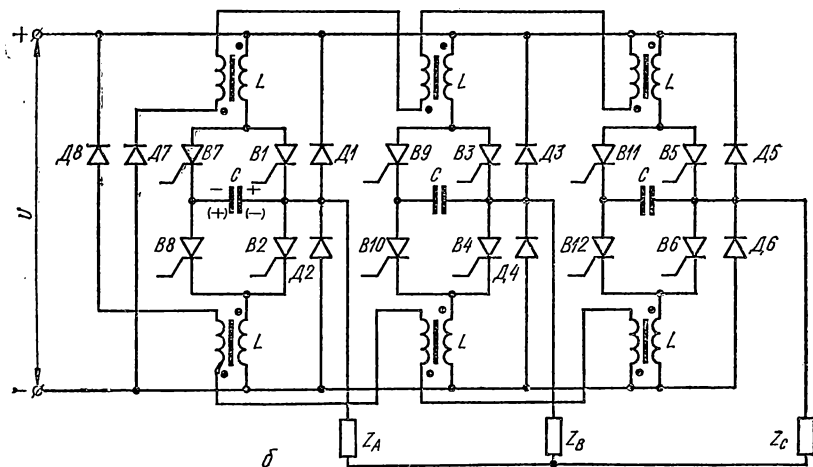 +
L L L
Д8 Д7 В7 В1 Д1 В9 В3 Д3 В11 В5 Д5
U
C C C
− +
(+) (−)
В8 В2 Д2 В10 В4 Д4 В12 В6 Д6
L L L
−
Z_A Z_B Z_C
б